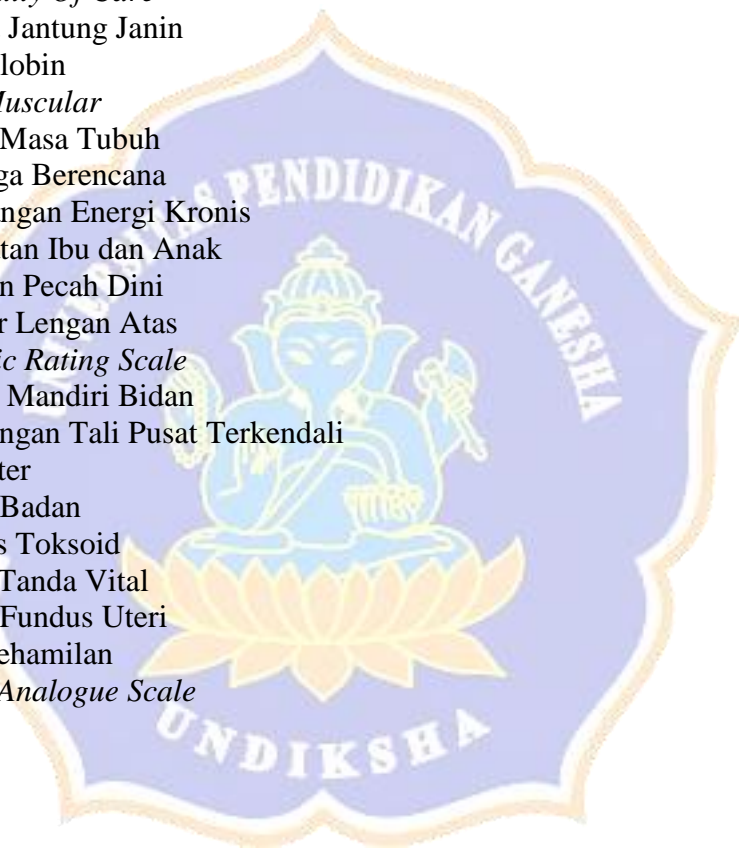 Of Care
Jantung Janin
lobin
Muscular
Masa Tubuh
ga Berencana
ngan Energi Kronis
tan Ibu dan Anak
n Pecah Dini
r Lengan Atas
ic Rating Scale
Mandiri Bidan
ngan Tali Pusat Terkendali
ter
Badan
s Toksoid
Tanda Vital
Fundus Uteri
ehamilan
Analogue Scale
UNIVERSITAS PENDIDIKAN GANESHA
UNDIKSHA